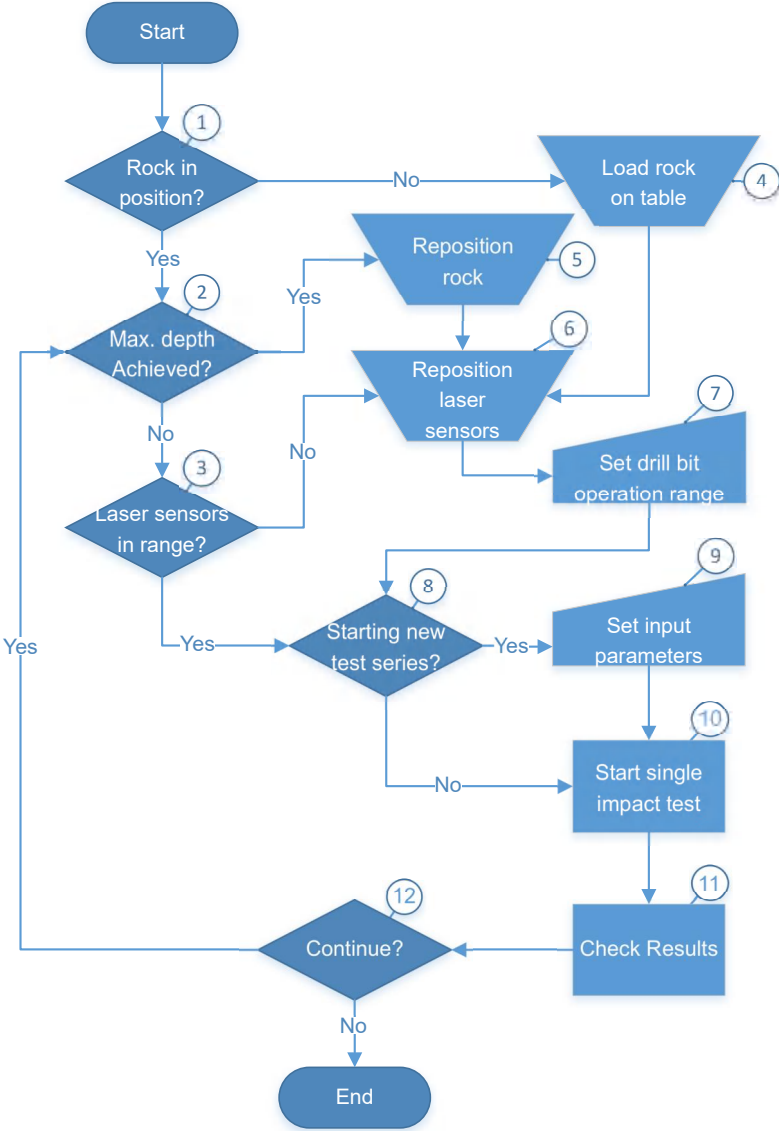 Start
1
Rock in
position?
No
Load rock
on table
4
Yes
Reposition
rock
5
2
Max. depth
Achieved?
Yes
6
Reposition
laser
sensors
No
No
7
Set drill bit
operation range
3
Laser sensors
in range?
Yes
Yes
8
Starting new
test series?
Yes
9
Set input
parameters
10
Start single
impact test
No
11
Check Results
12
Continue?
No
End